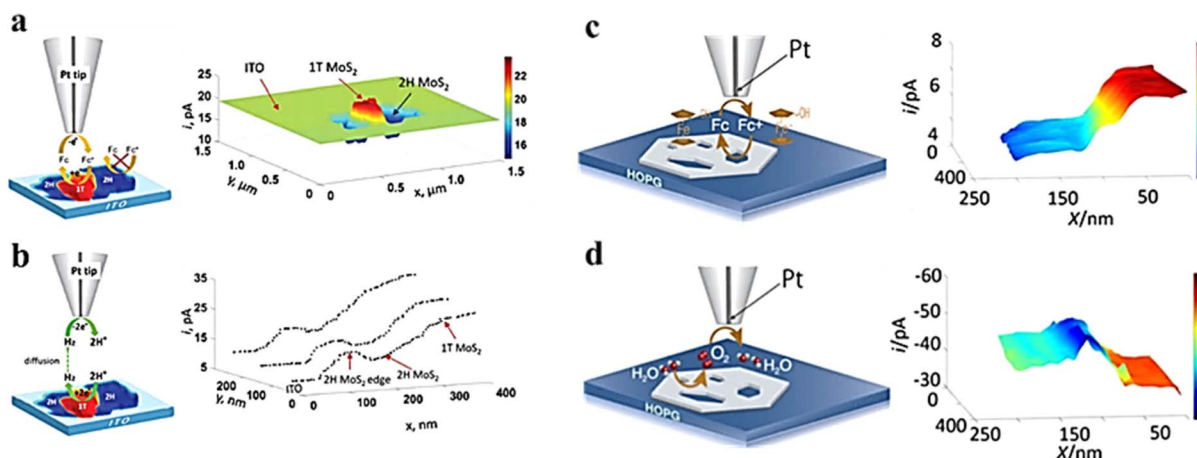 a
Pt tip
e⁻
Fc Fc⁺
Fc Fc⁺
+e⁻
2H 1T 2H
ITO
i, pA
25
20
15
10
1.5
1.0
0.5
0
y, μm
0
0.5
1.0
1.5
x, μm
ITO
1T MoS₂
2H MoS₂
22
20
18
16
b
Pt tip
-2e⁻
H₂ 2H⁺
diffusion
H₂ 2H⁺
+2e⁻
2H 1T 2H
ITO
i, pA
35
25
15
5
200
100
0
y, nm
ITO
0
100
200
300
400
x, nm
2H MoS₂ edge
2H MoS₂
1T MoS₂
c
Pt
Fe
Fc Fc⁺
OH
HOPG
i/pA
8
6
4
0
400
250
150
50
X/nm
d
Pt
H₂O
O₂
H₂O
HOPG
i/pA
-60
-50
-40
-30
0
400
250
150
50
X/nm